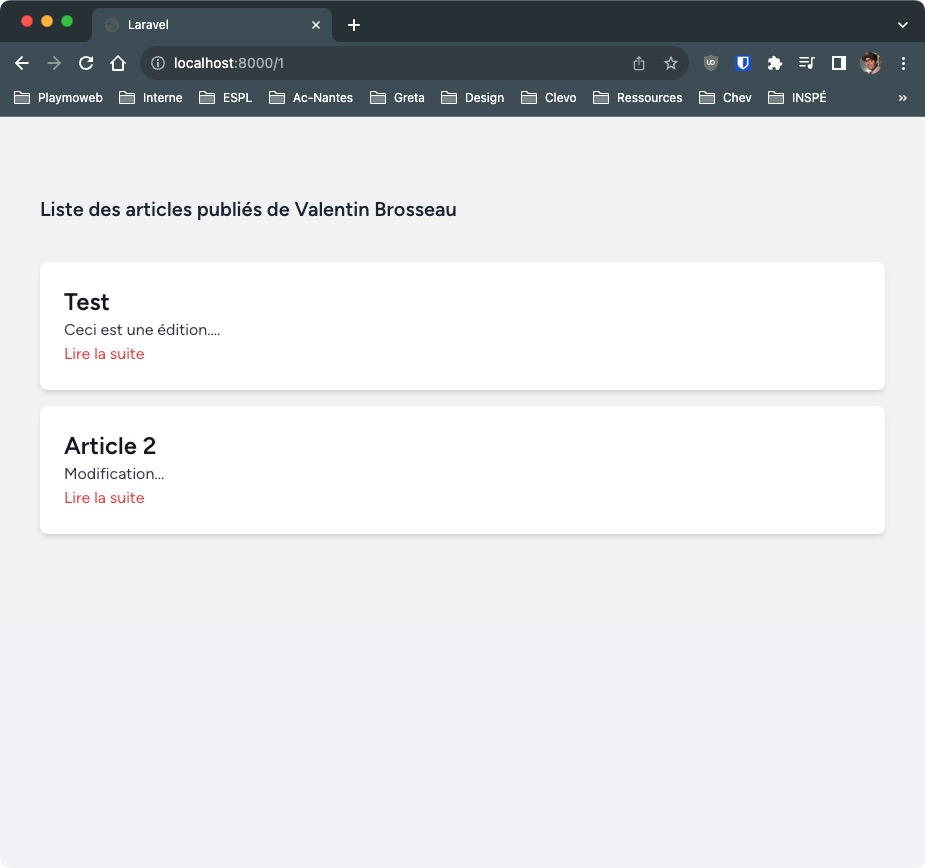 Laravel
localhost:8000/1
Playmoweb Interne ESPL Ac-Nantes Greta Design Clevo Ressources Chev INSPÉ »
Liste des articles publiés de Valentin Brosseau
Test
Ceci est une édition....
Lire la suite
Article 2
Modification...
Lire la suite